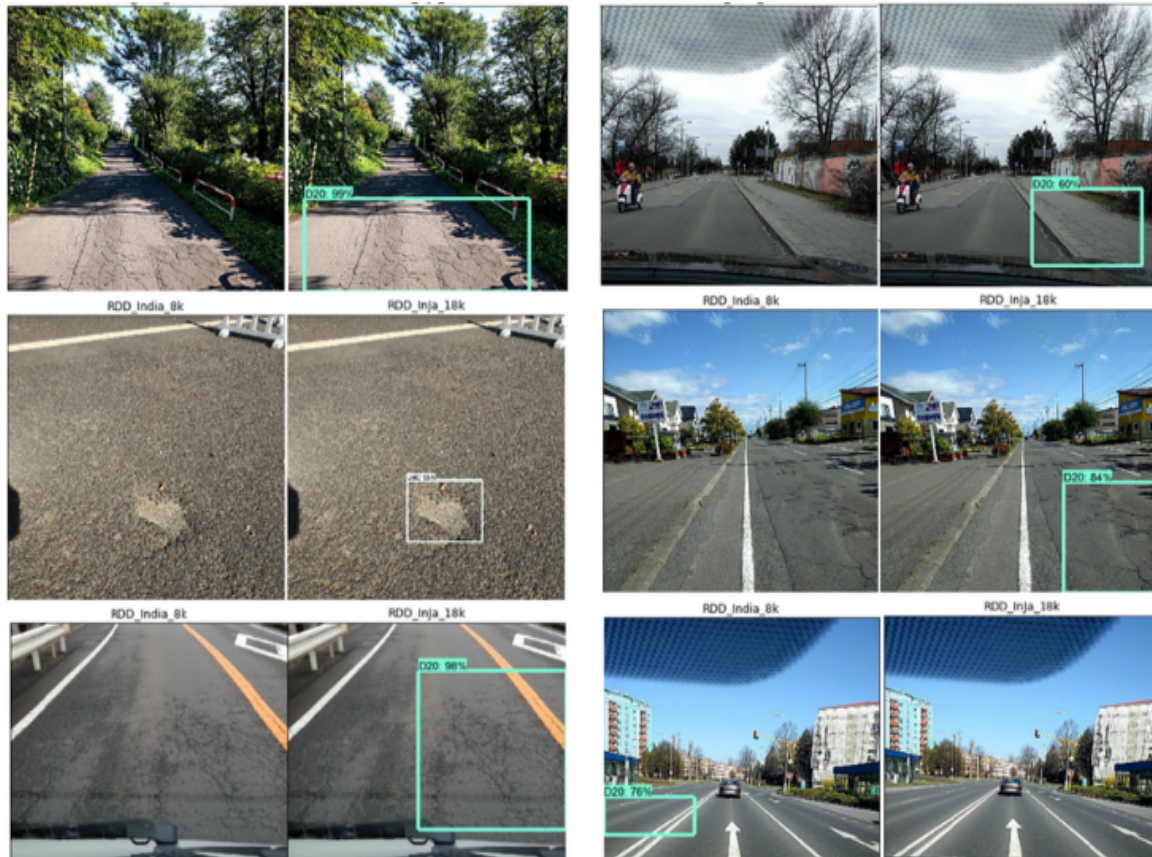 D20: 99%
D20: 60%
RDD_India_8k
RDD_InJa_18k
RDD_India_8k
RDD_InJa_18k
D20: 84%
RDD_India_8k
RDD_InJa_18k
RDD_India_8k
RDD_InJa_18k
D20: 98%
D20: 76%